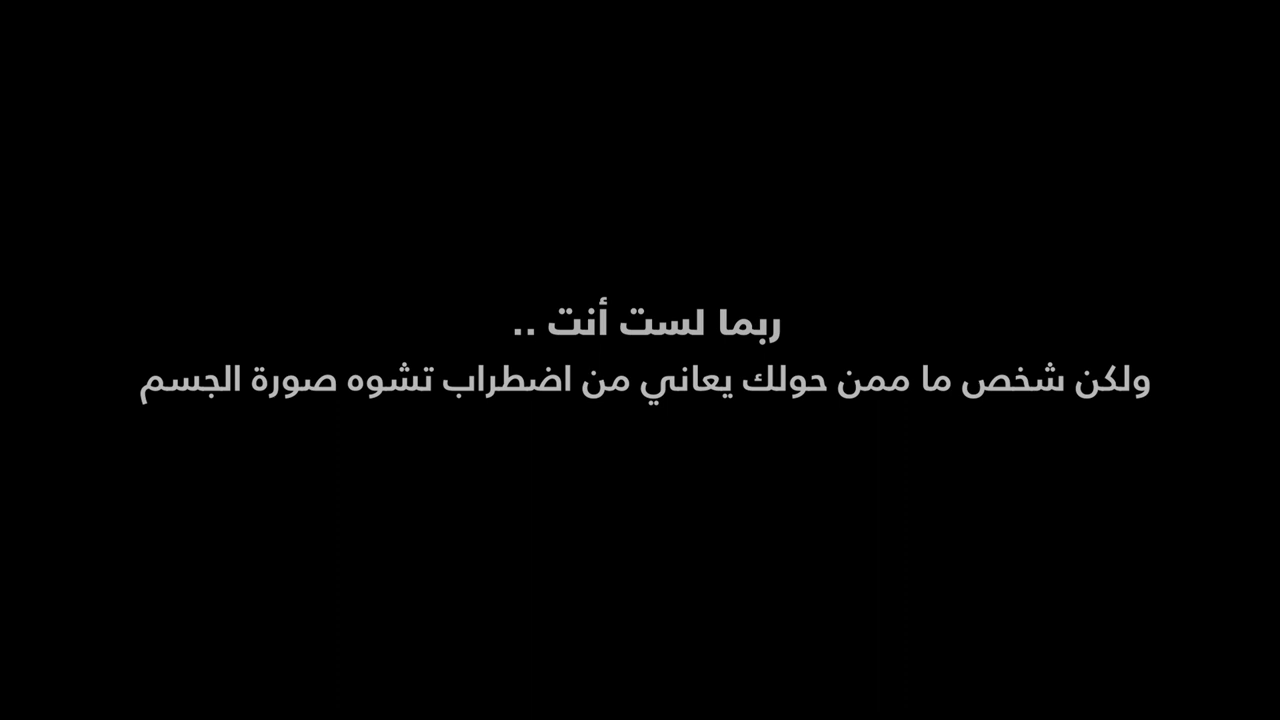 ربما لست أنت ..
ولكن شخص ما ممن حولك يعاني من اضطراب تشوه صورة الجسم